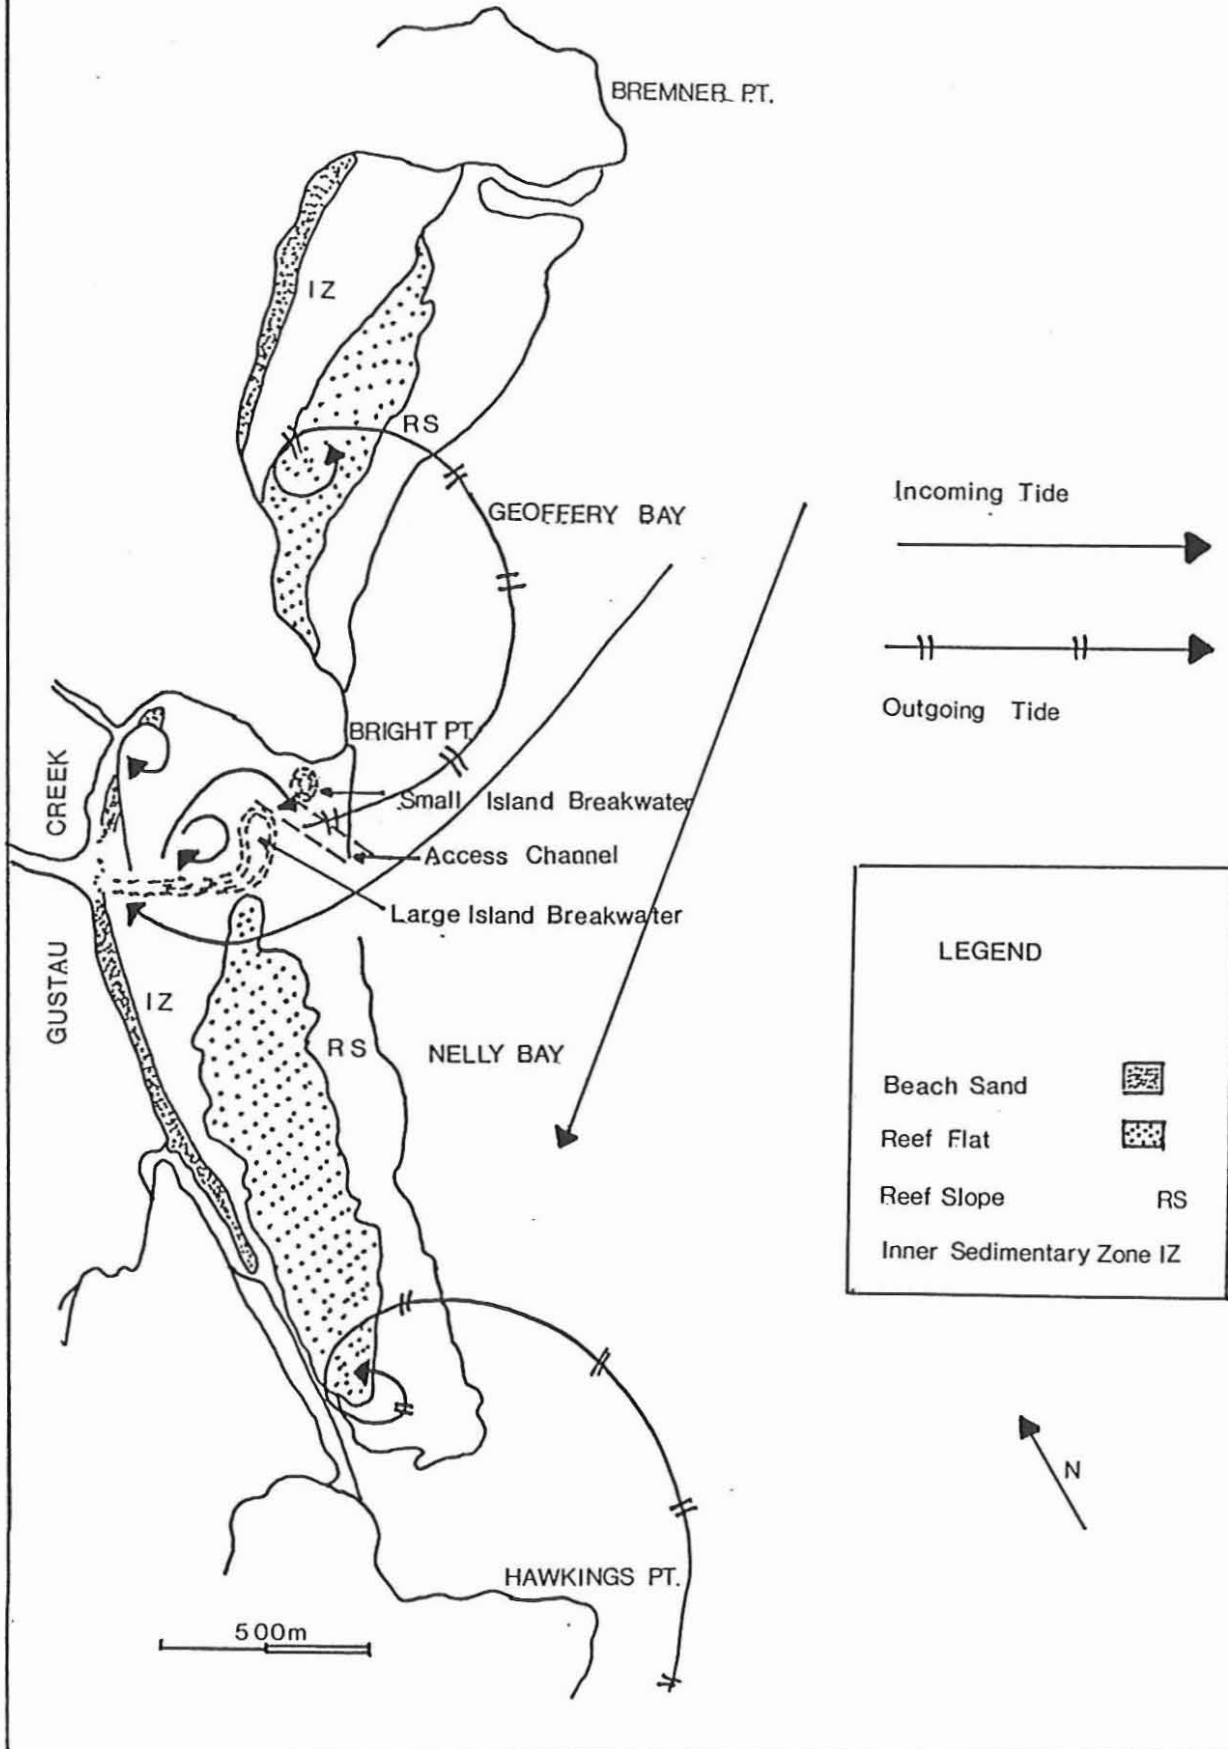 BREMNER PT.
IZ
RS
GEOFFERY BAY
Incoming Tide
Outgoing Tide
BRIGHT PT.
CREEK
Small Island Breakwater
Access Channel
Large Island Breakwater
GUSTAU
IZ
RS
NELLY BAY
LEGEND
Beach Sand
Reef Flat
Reef Slope RS
Inner Sedimentary Zone IZ
N
HAWKINGS PT.
500m